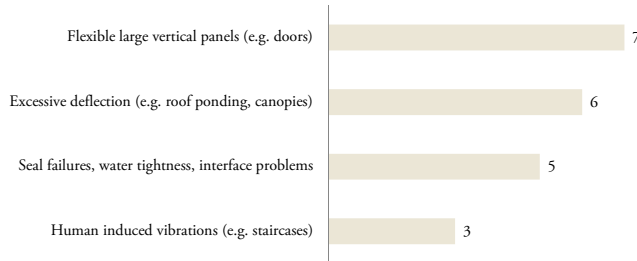 Flexible large vertical panels (e.g. doors)
7
Excessive deflection (e.g. roof ponding, canopies)
6
Seal failures, water tightness, interface problems
5
Human induced vibrations (e.g. staircases)
3